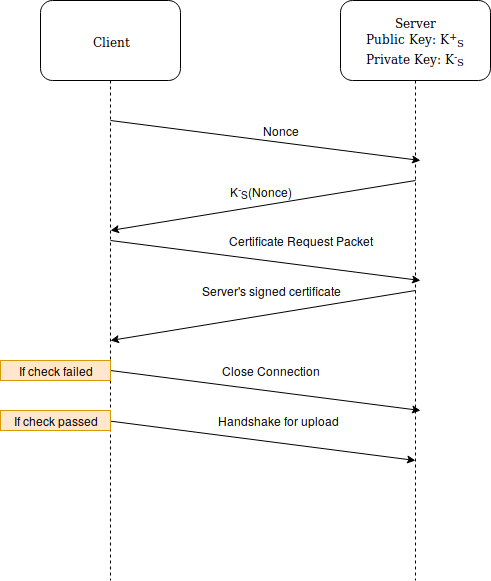 Client
Server
Public Key: K⁺S
Private Key: K⁻S
Nonce
K⁻S(Nonce)
Certificate Request Packet
Server's signed certificate
If check failed
Close Connection
If check passed
Handshake for upload